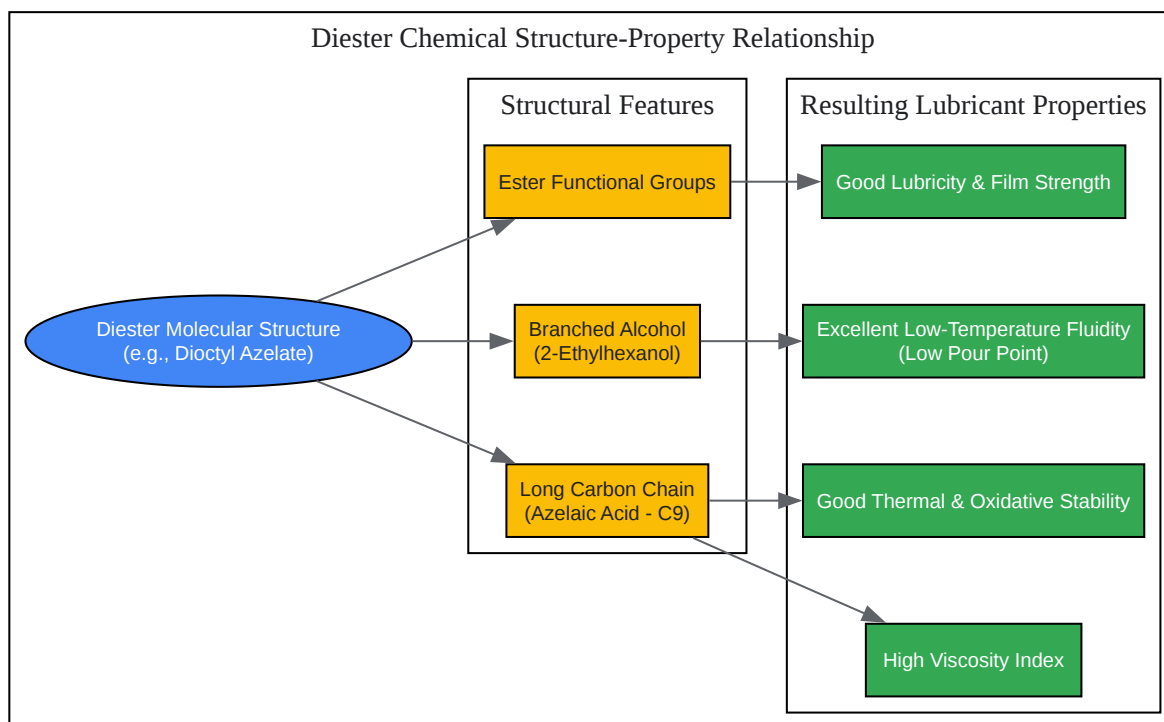 Diester Chemical Structure-Property Relationship
Structural Features
Resulting Lubricant Properties
Ester Functional Groups
Good Lubricity & Film Strength
Diester Molecular Structure
(e.g., Dioctyl Azelate)
Branched Alcohol
(2-Ethylhexanol)
Excellent Low-Temperature Fluidity
(Low Pour Point)
Long Carbon Chain
(Azelaic Acid - C9)
Good Thermal & Oxidative Stability
High Viscosity Index